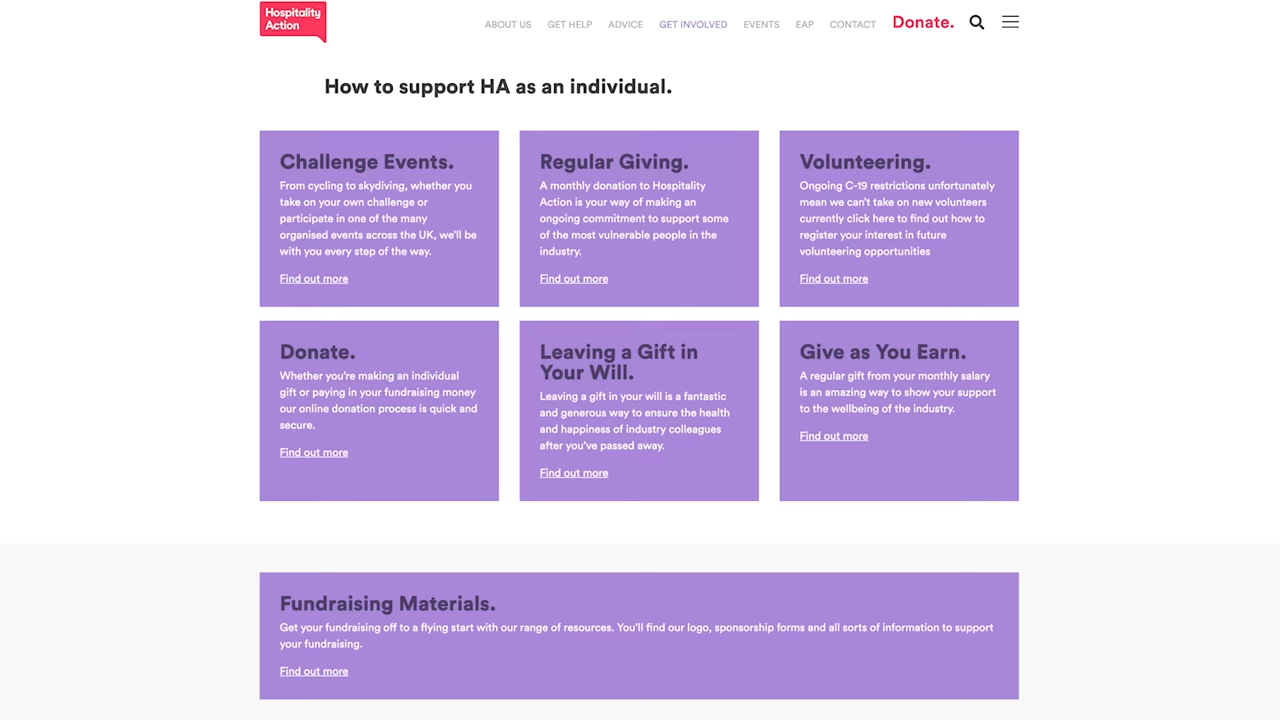 Hospitality
Action
ABOUT US GET HELP ADVICE GET INVOLVED EVENTS EAP CONTACT Donate.
How to support HA as an individual.
Challenge Events.
From cycling to skydiving, whether you
take on your own challenge or
participate in one of the many
organised events across the UK, we'll be
with you every step of the way.
Find out more
Regular Giving.
A monthly donation to Hospitality
Action is your way of making an
ongoing commitment to support some
of the most vulnerable people in the
industry.
Find out more
Volunteering.
Ongoing C-19 restrictions unfortunately
mean we can't take on new volunteers
currently click here to find out how to
register your interest in future
volunteering opportunities
Find out more
Donate.
Whether you're making an individual
gift or paying in your fundraising money
our online donation process is quick and
secure.
Find out more
Leaving a Gift in
Your Will.
Leaving a gift in your will is a fantastic
and generous way to ensure the health
and happiness of industry colleagues
after you've passed away.
Find out more
Give as You Earn.
A regular gift from your monthly salary
is an amazing way to show your support
to the wellbeing of the industry.
Find out more
Fundraising Materials.
Get your fundraising off to a flying start with our range of resources. You'll find our logo, sponsorship forms and all sorts of information to support
your fundraising.
Find out more